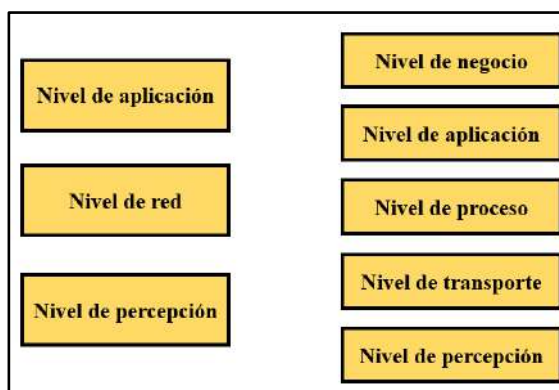 Nivel de aplicación
Nivel de red
Nivel de percepción
Nivel de negocio
Nivel de aplicación
Nivel de proceso
Nivel de transporte
Nivel de percepción